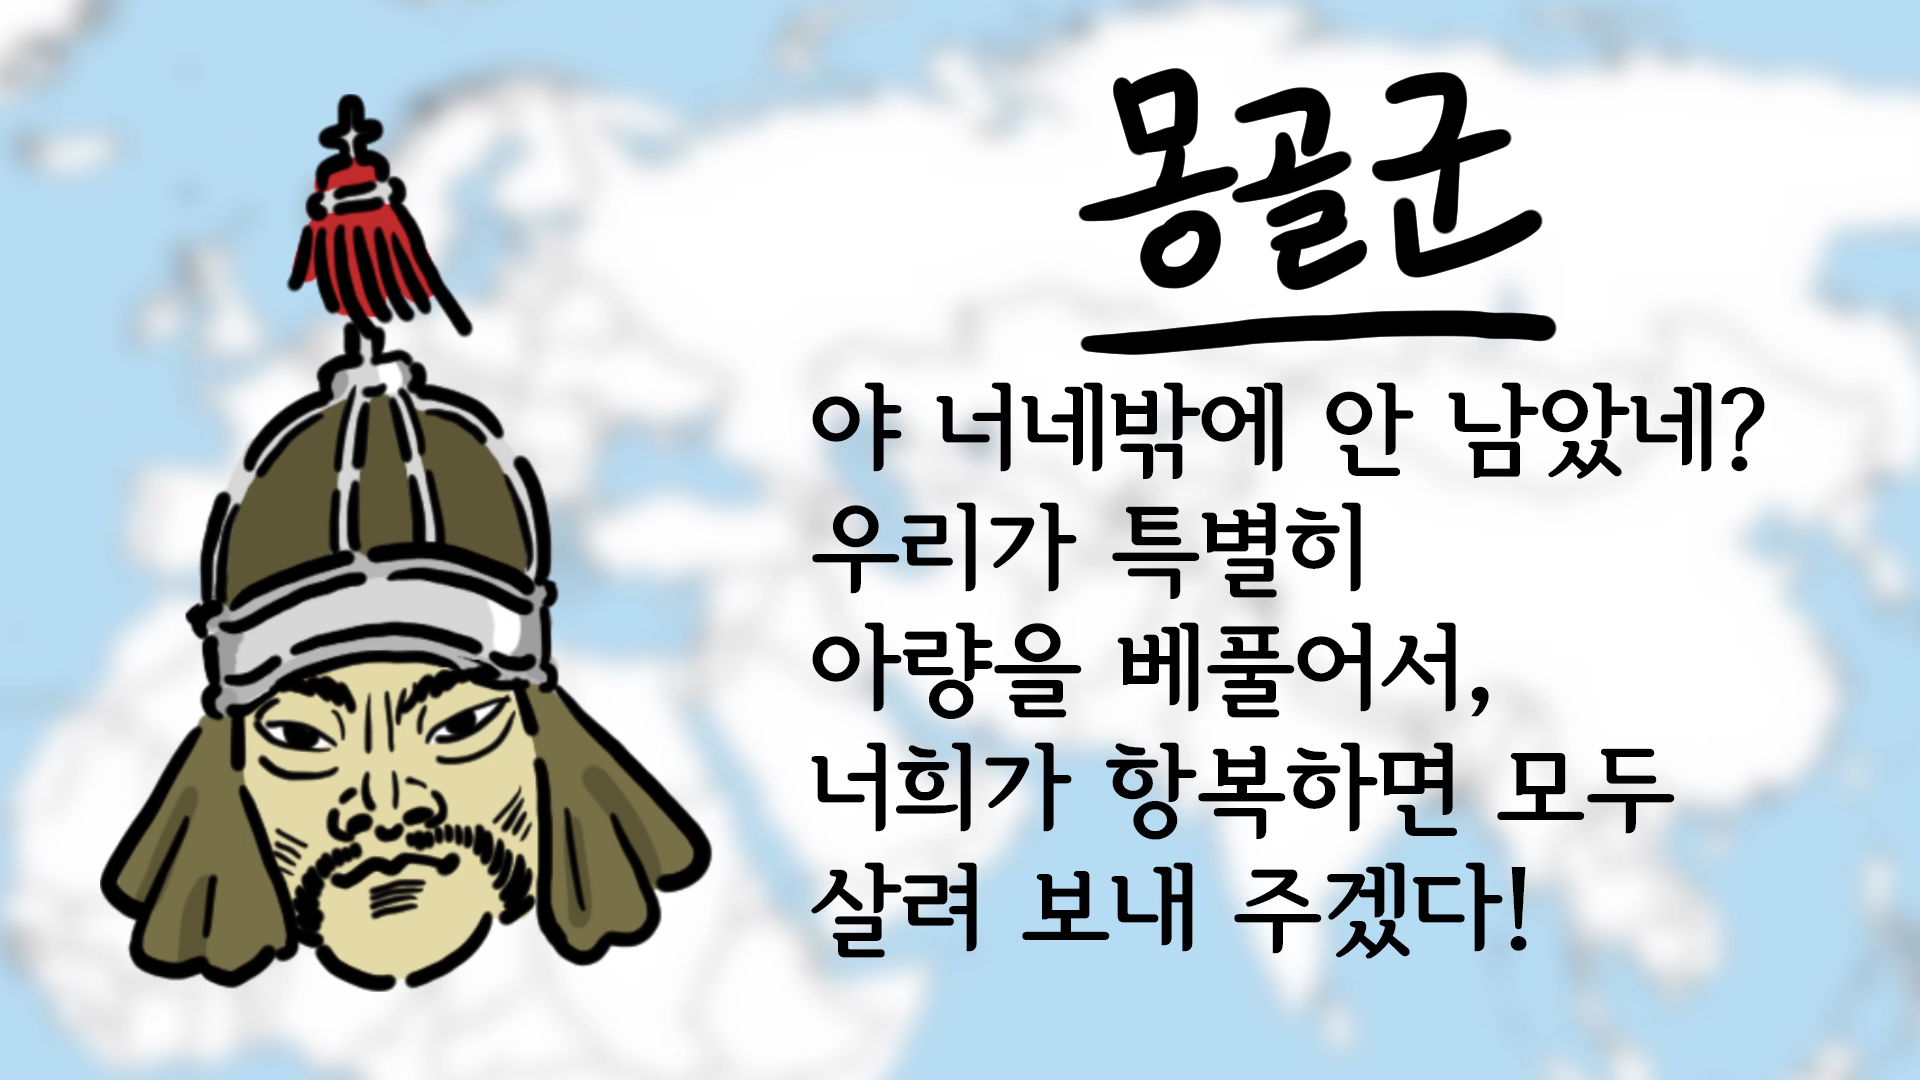 몽골군
야 너네밖에 안 남았네?
우리가 특별히
아량을 베풀어서,
너희가 항복하면 모두
살려 보내 주겠다!